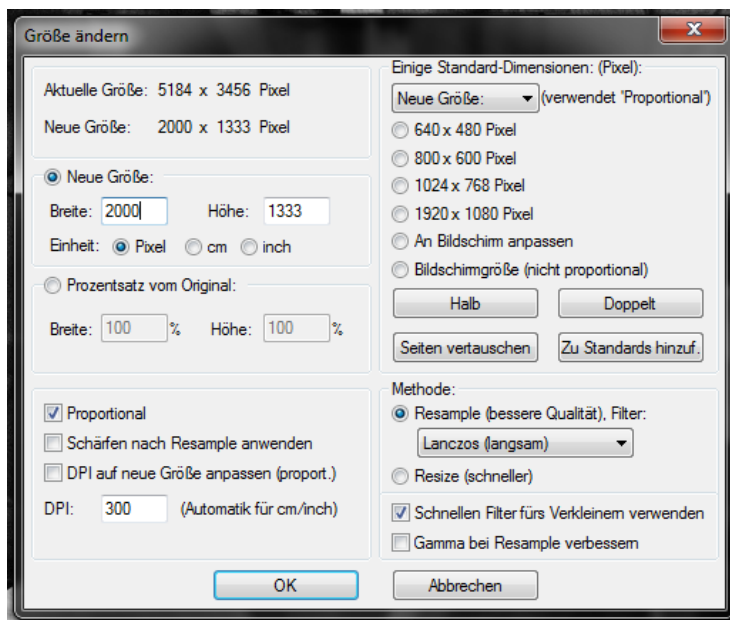 Größe ändern
Aktuelle Größe: 5184 x 3456 Pixel
Neue Größe: 2000 x 1333 Pixel
Neue Größe:
Breite: 2000 Höhe: 1333
Einheit: Pixel cm inch
Prozentsatz vom Original:
Breite: 100 % Höhe: 100 %
Proportional
Schärfen nach Resample anwenden
DPI auf neue Größe anpassen (proport.)
DPI: 300 (Automatik für cm/inch)
Einige Standard-Dimensionen: (Pixel):
Neue Größe: (verwendet 'Proportional')
640 x 480 Pixel
800 x 600 Pixel
1024 x 768 Pixel
1920 x 1080 Pixel
An Bildschirm anpassen
Bildschirmgröße (nicht proportional)
Halb Doppelt
Seiten vertauschen Zu Standards hinzuf.
Methode:
Resample (bessere Qualität), Filter:
Lanczos (langsam)
Resize (schneller)
Schnellen Filter fürs Verkleinern verwenden
Gamma bei Resample verbessern
OK Abbrechen